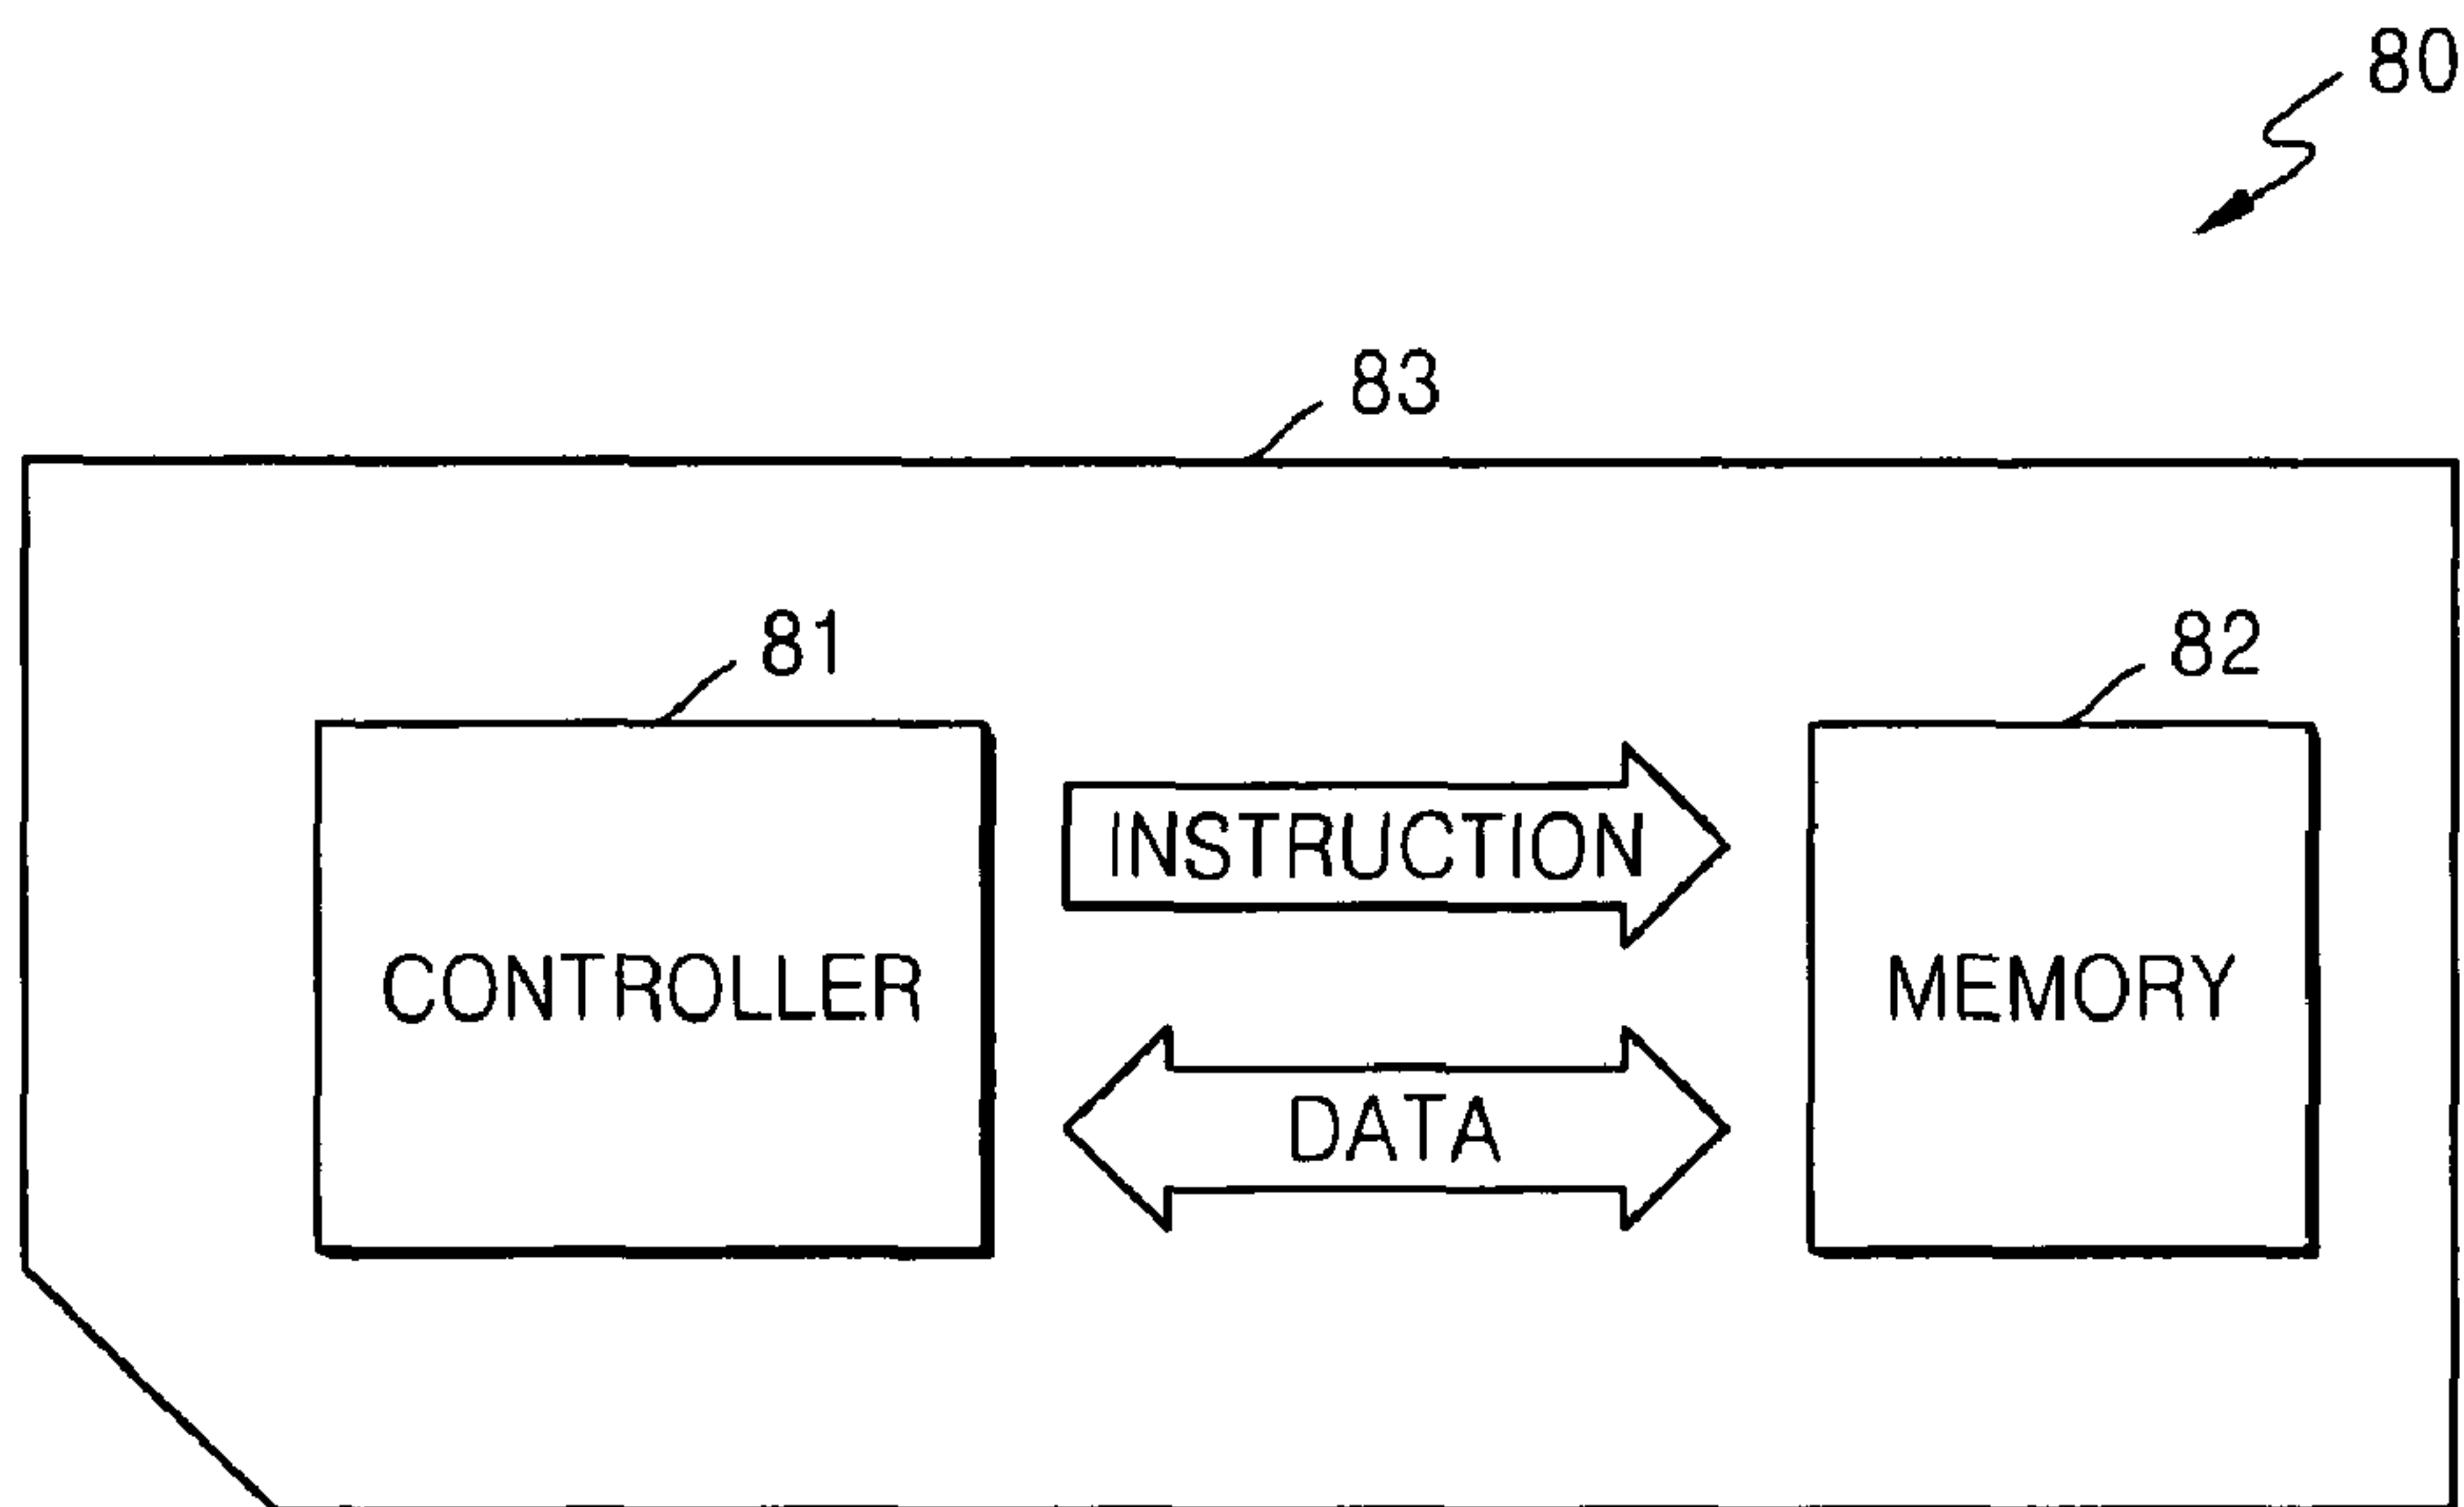 80
83
81
82
INSTRUCTION
CONTROLLER
MEMORY
DATA